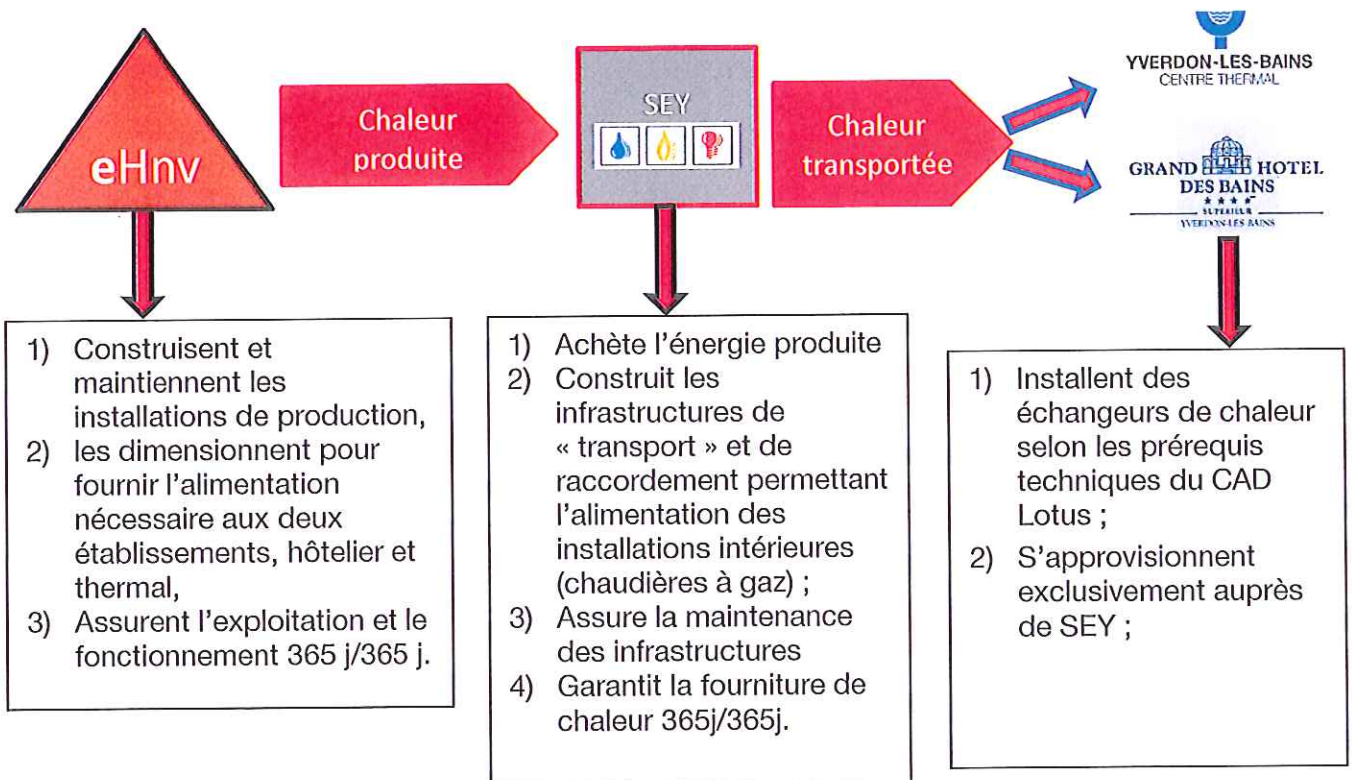 YVERDON-LES-BAINS
CENTRE THERMAL
eHnv
Chaleur
produite
SEY
Chaleur
transportée
GRAND HOTEL
DES BAINS
SUPERIEUR
YVERDON-LES-BAINS
1) Construisent et
maintiennent les
installations de production,
2) les dimensionnent pour
fournir l’alimentation
nécessaire aux deux
établissements, hôtelier et
thermal,
3) Assurent l’exploitation et le
fonctionnement 365 j/365 j.
1) Achète l’énergie produite
2) Construit les
infrastructures de
« transport » et de
raccordement permettant
l’alimentation des
installations intérieures
(chaudières à gaz) ;
3) Assure la maintenance
des infrastructures
4) Garantit la fourniture de
chaleur 365j/365j.
1) Installent des
échangeurs de chaleur
selon les prérequis
techniques du CAD
Lotus ;
2) S’approvisionnent
exclusivement auprès
de SEY ;